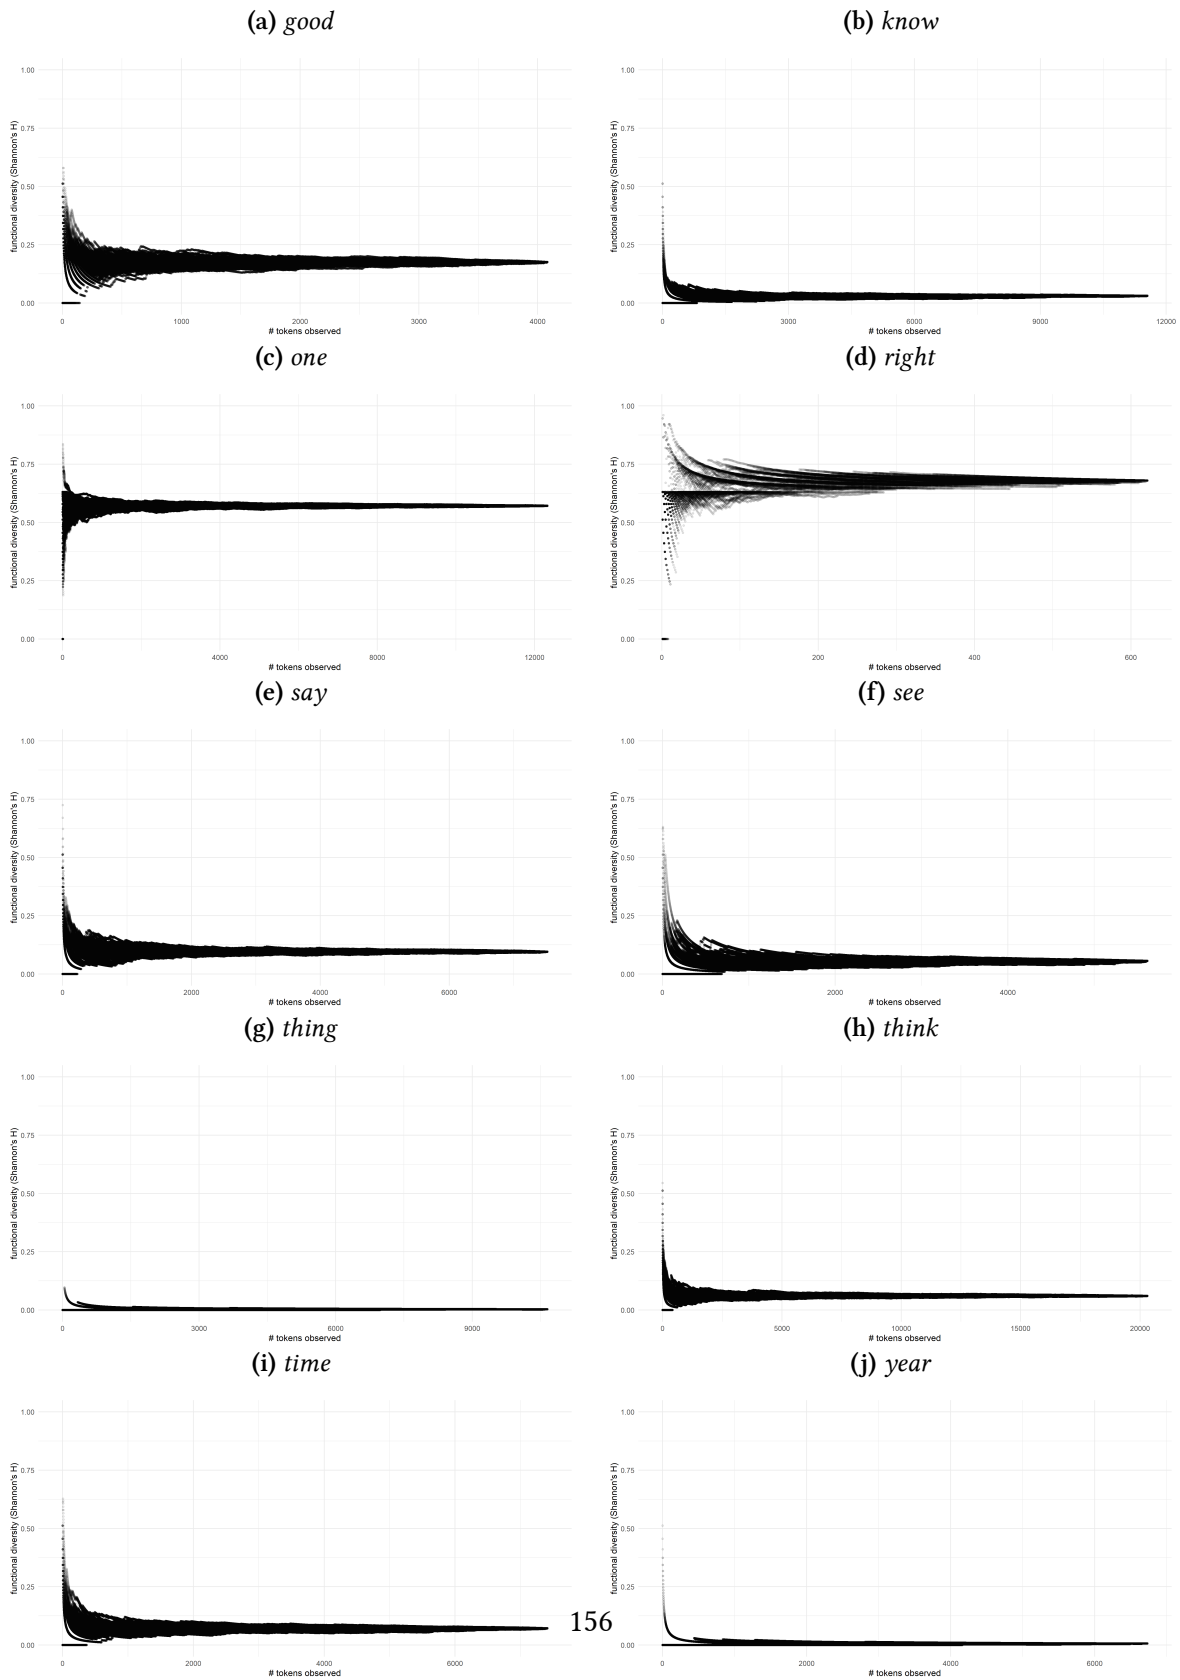 (a) good
(b) know
functional diversity (Shannon's H)
1.00
0.75
0.50
0.25
0.00
0 1000 2000 3000 4000
# tokens observed
functional diversity (Shannon's H)
1.00
0.75
0.50
0.25
0.00
0 3000 6000 9000 12000
# tokens observed
(c) one
(d) right
functional diversity (Shannon's H)
1.00
0.75
0.50
0.25
0.00
0 4000 8000 12000
# tokens observed
functional diversity (Shannon's H)
1.00
0.75
0.50
0.25
0.00
0 200 400 600
# tokens observed
(e) say
(f) see
functional diversity (Shannon's H)
1.00
0.75
0.50
0.25
0.00
0 2000 4000 6000
# tokens observed
functional diversity (Shannon's H)
1.00
0.75
0.50
0.25
0.00
0 2000 4000
# tokens observed
(g) thing
(h) think
functional diversity (Shannon's H)
1.00
0.75
0.50
0.25
0.00
0 3000 6000 9000
# tokens observed
functional diversity (Shannon's H)
1.00
0.75
0.50
0.25
0.00
0 5000 10000 15000 20000
# tokens observed
(i) time
(j) year
functional diversity (Shannon's H)
1.00
0.75
0.50
0.25
0.00
0 2000 4000 6000
# tokens observed
functional diversity (Shannon's H)
1.00
0.75
0.50
0.25
0.00
0 2000 4000 6000
# tokens observed
156